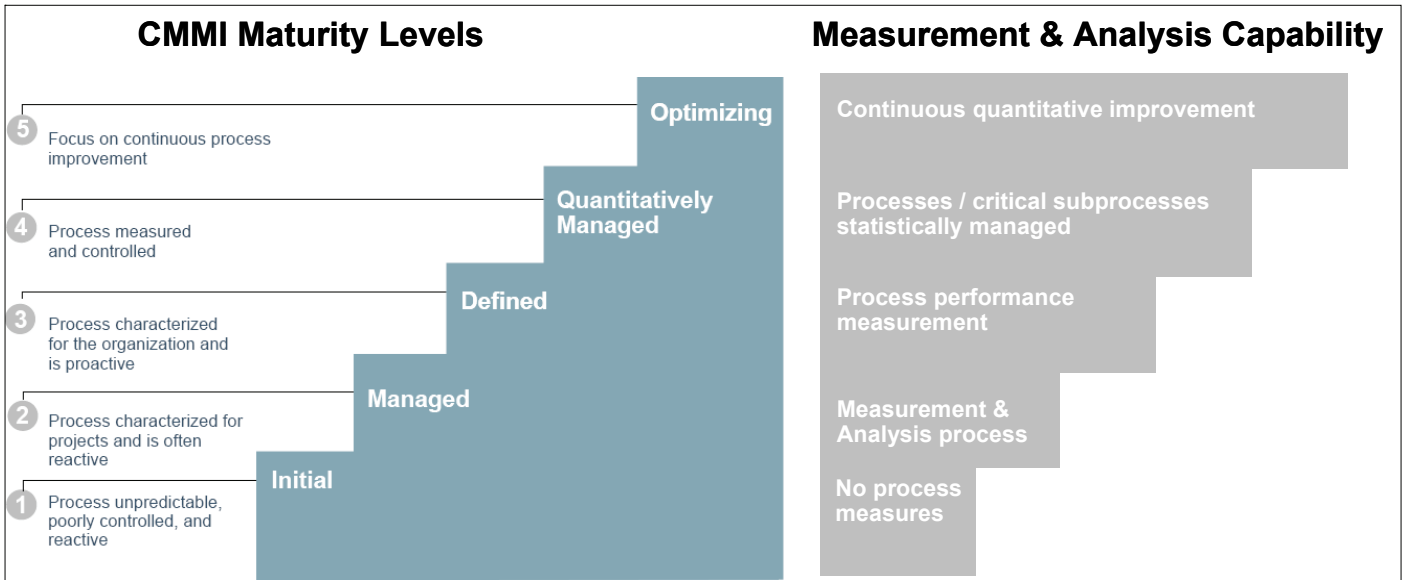 CMMI Maturity Levels
Measurement & Analysis Capability
5
Focus on continuous process
improvement
Optimizing
4
Process measured
and controlled
Quantitatively
Managed
3
Process characterized
for the organization and
is proactive
Defined
2
Process characterized for
projects and is often
reactive
Managed
1
Process unpredictable,
poorly controlled, and
reactive
Initial
Continuous quantitative improvement
Processes / critical subprocesses
statistically managed
Process performance
measurement
Measurement &
Analysis process
No process
measures